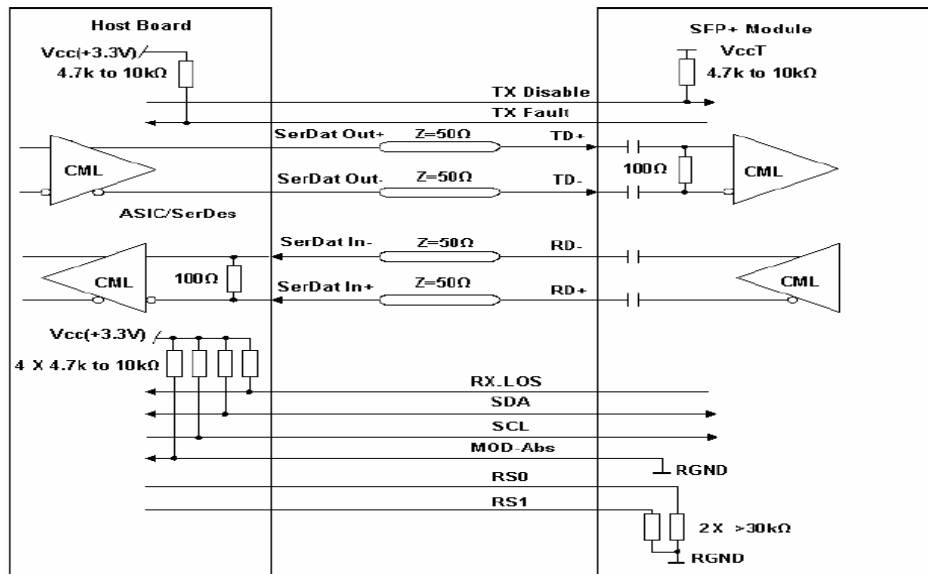 Host Board
SFP+ Module
Vcc(+3.3V)
4.7k to 10kΩ
VccT
4.7k to 10kΩ
TX Disable
TX Fault
SerDat Out+
Z=50Ω
TD+
CML
100Ω
CML
SerDat Out-
Z=50Ω
TD-
ASIC/SerDes
SerDat In-
Z=50Ω
RD-
CML
100Ω
CML
SerDat In+
Z=50Ω
RD+
Vcc(+3.3V)
4 X 4.7k to 10kΩ
RX-LOS
SDA
SCL
MOD-Abs
RGND
RS0
RS1
2X >30kΩ
RGND